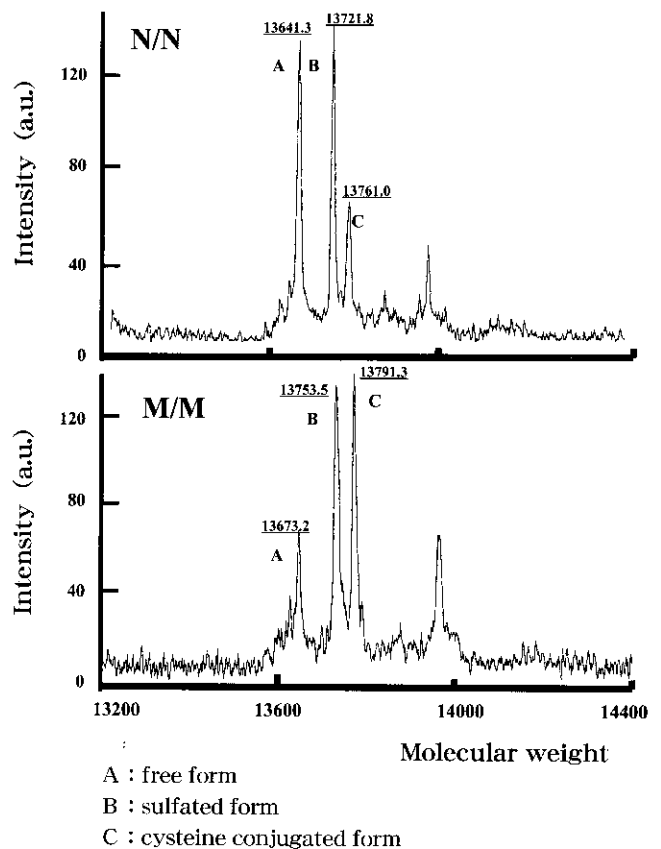 N/N
13641.3
13721.8
A
B
13761.0
C
Intensity (a.u.)
120
80
40
0
M/M
13753.5
13791.3
B
C
13673.2
A
Intensity (a.u.)
120
80
40
0
13200
13600
14000
14400
Molecular weight
A : free form
B : sulfated form
C : cysteine conjugated form